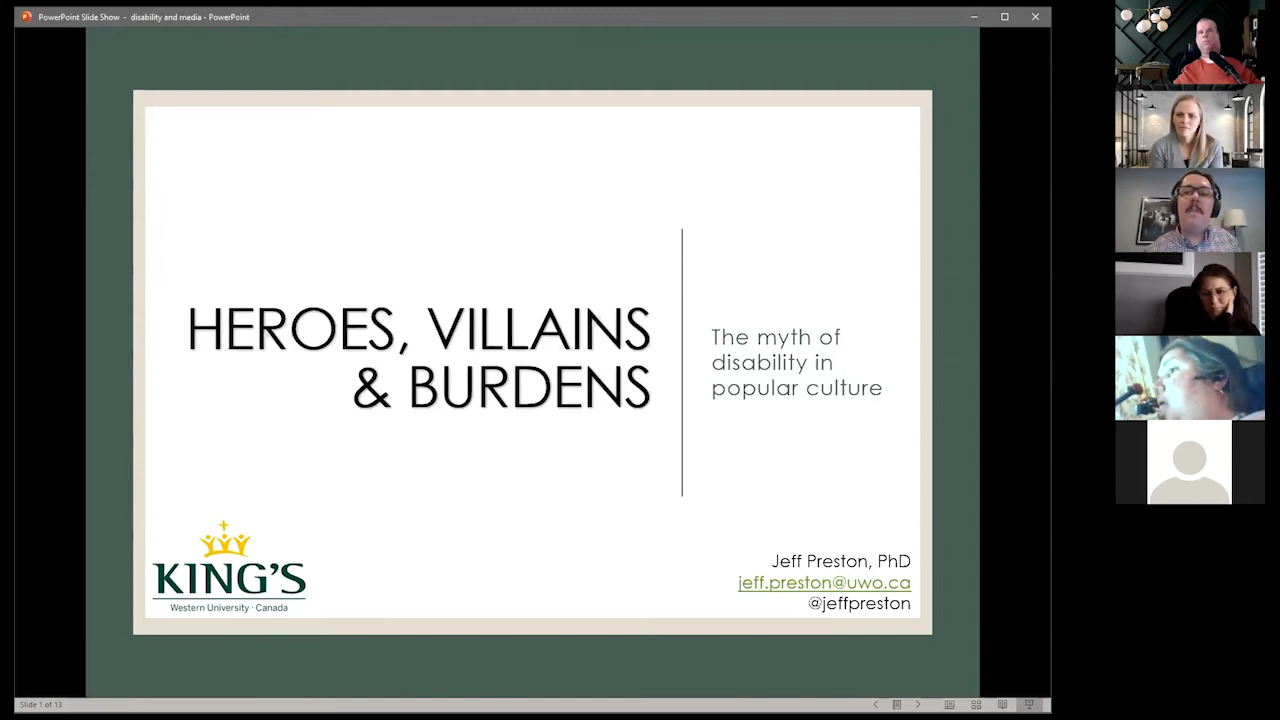 PowerPoint Slide Show - disability and media - PowerPoint
HEROES, VILLAINS
& BURDENS
The myth of
disability in
popular culture
KING'S
Western University · Canada
Jeff Preston, PhD
jeff.preston@uwo.ca
@jeffpreston
Slide 1 of 13